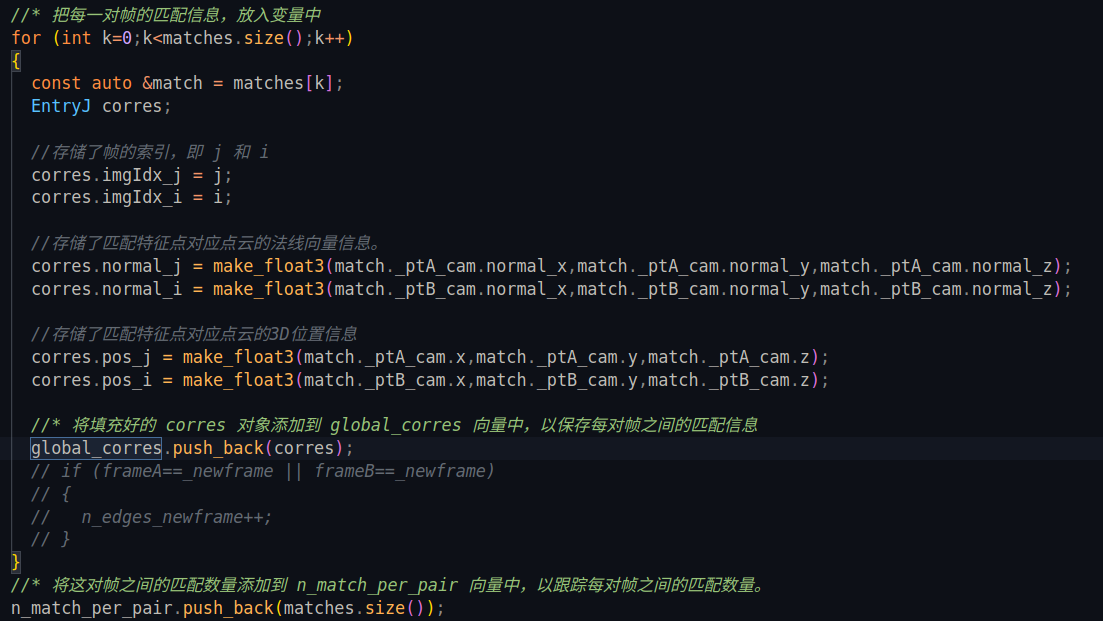 //* 把每一对帧的匹配信息，放入变量中
for (int k=0;k<matches.size();k++)
{
  const auto &match = matches[k];
  EntryJ corres;

  //存储了帧的索引，即 j 和 i
  corres.imgIdx_j = j;
  corres.imgIdx_i = i;

  //存储了匹配特征点对应点云的法线向量信息。
  corres.normal_j = make_float3(match._ptA_cam.normal_x,match._ptA_cam.normal_y,match._ptA_cam.normal_z);
  corres.normal_i = make_float3(match._ptB_cam.normal_x,match._ptB_cam.normal_y,match._ptB_cam.normal_z);

  //存储了匹配特征点对应点云的3D位置信息
  corres.pos_j = make_float3(match._ptA_cam.x,match._ptA_cam.y,match._ptA_cam.z);
  corres.pos_i = make_float3(match._ptB_cam.x,match._ptB_cam.y,match._ptB_cam.z);

  //* 将填充好的 corres 对象添加到 global_corres 向量中，以保存每对帧之间的匹配信息
  global_corres.push_back(corres);
  // if (frameA==_newframe || frameB==_newframe)
  // {
  //   n_edges_newframe++;
  // }
}
//* 将这对帧之间的匹配数量添加到 n_match_per_pair 向量中，以跟踪每对帧之间的匹配数量。
n_match_per_pair.push_back(matches.size());